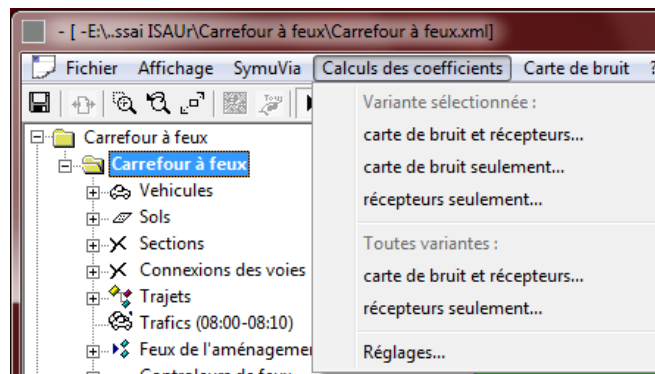 - [ -E:\..ssai ISAUr\Carrefour à feux\Carrefour à feux.xml]
Fichier Affichage SymuVia Calculs des coefficients Carte de bruit ?
Variante sélectionnée :
carte de bruit et récepteurs...
carte de bruit seulement...
récepteurs seulement...
Toutes variantes :
carte de bruit et récepteurs...
récepteurs seulement...
Réglages...
Carrefour à feux
Carrefour à feux
Vehicules
Sols
Sections
Connexions des voies
Trajets
Trafics (08:00-08:10)
Feux de l'aménagemer